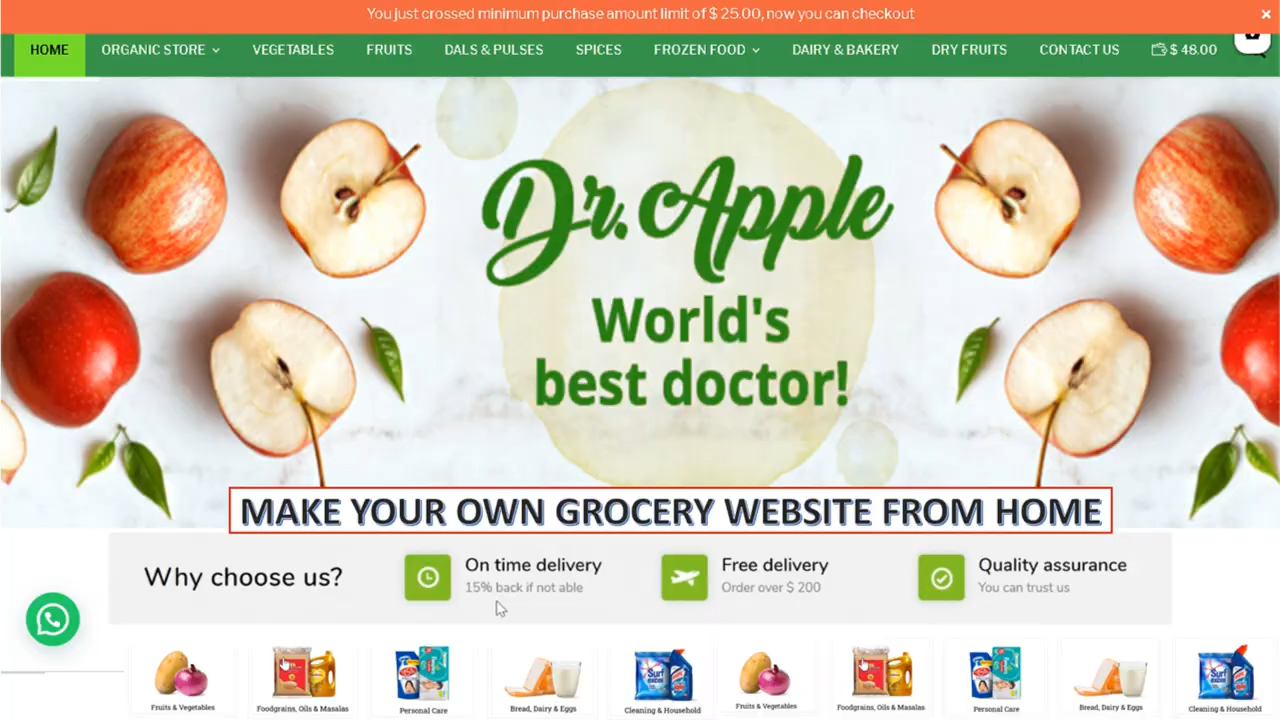 You just crossed minimum purchase amount limit of $ 25.00, now you can checkout ×
HOME ORGANIC STORE VEGETABLES FRUITS DALS & PULSES SPICES FROZEN FOOD DAIRY & BAKERY DRY FRUITS CONTACT US $ 48.00
Dr. Apple
World's
best doctor!
MAKE YOUR OWN GROCERY WEBSITE FROM HOME
Why choose us?
On time delivery
15% back if not able
Free delivery
Order over $ 200
Quality assurance
You can trust us
Fruits & Vegetables
Foodgrains, Oils & Masalas
Personal Care
Bread, Dairy & Eggs
Surf excel
Cleaning & Household
Fruits & Vegetables
Foodgrains, Oils & Masalas
Personal Care
Bread, Dairy & Eggs
Surf excel
Cleaning & Household